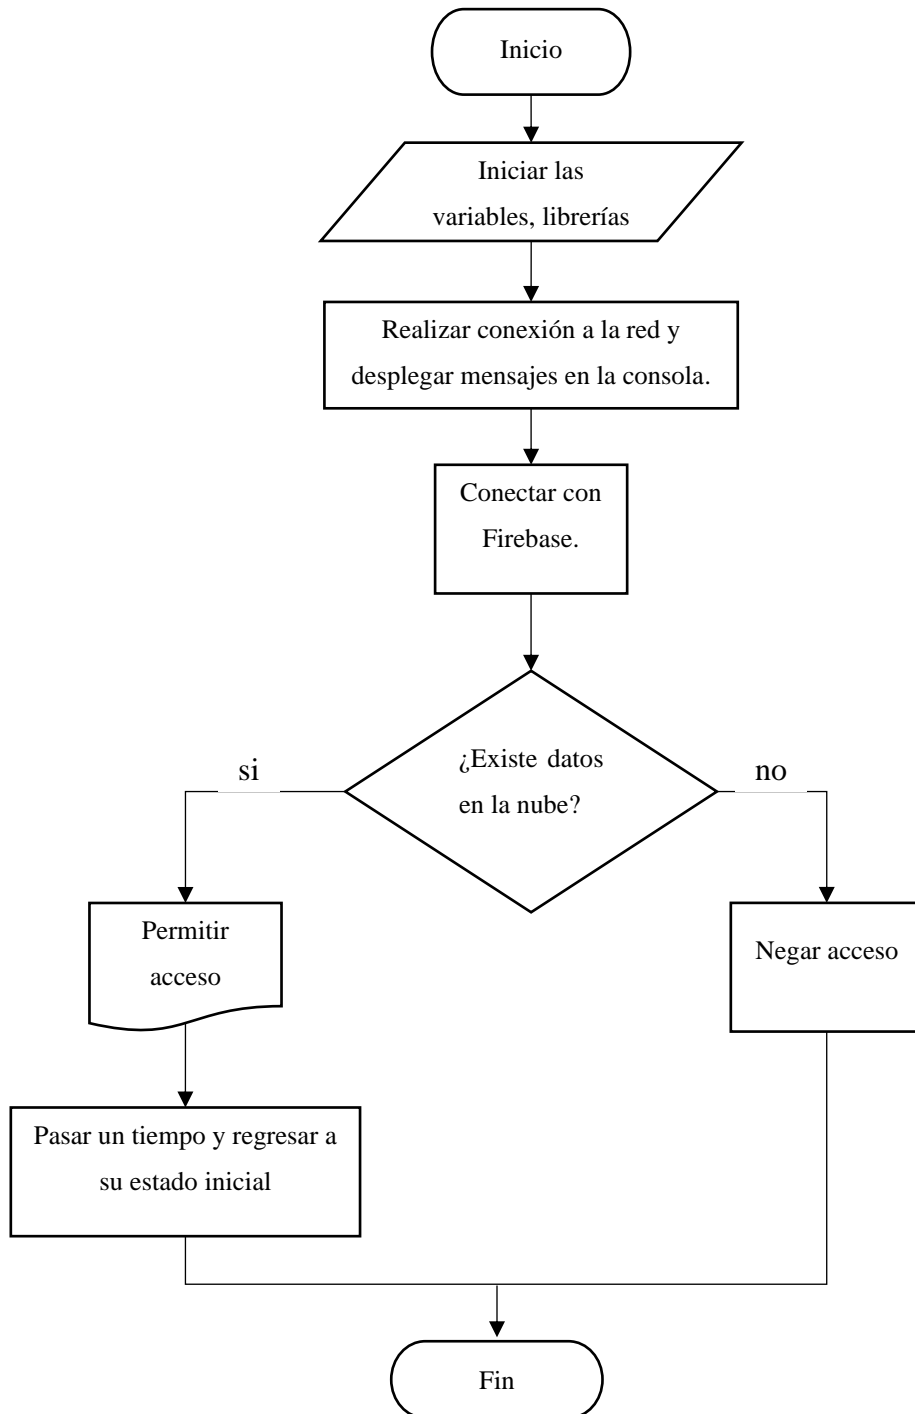 Inicio
Iniciar las
variables, librerías
Realizar conexión a la red y
desplegar mensajes en la consola.
Conectar con
Firebase.
¿Existe datos
en la nube?
si
no
Permitir
acceso
Negar acceso
Pasar un tiempo y regresar a
su estado inicial
Fin